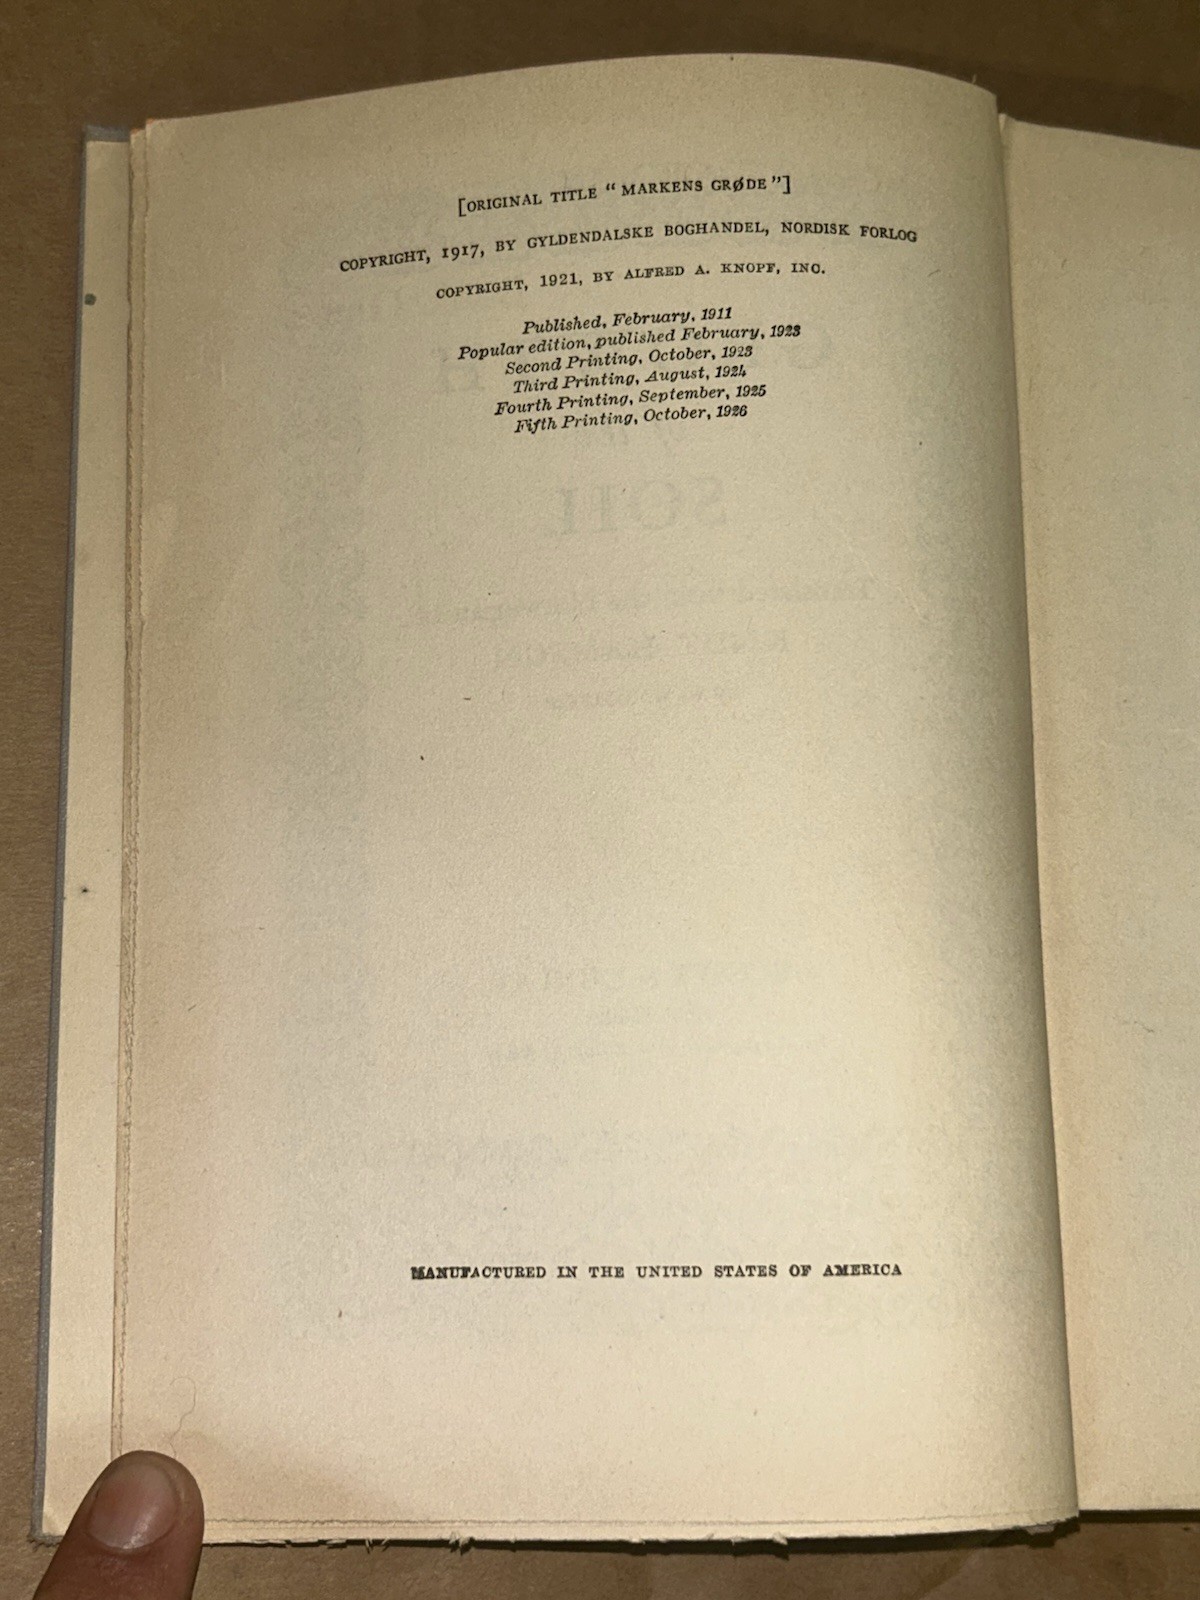 [ORIGINAL TITLE "MARKENS GRØDE"]
COPYRIGHT, 1917, BY GYLDENDALSKE BOGHANDEL, NORDISK FORLOG
COPYRIGHT, 1921, BY ALFRED A. KNOPF, INC.
Published, February, 1911
Popular edition, published February, 1923
Second Printing, October, 1923
Third Printing, August, 1924
Fourth Printing, September, 1925
Fifth Printing, October, 1926
SOIL
MANUFACTURED IN THE UNITED STATES OF AMERICA